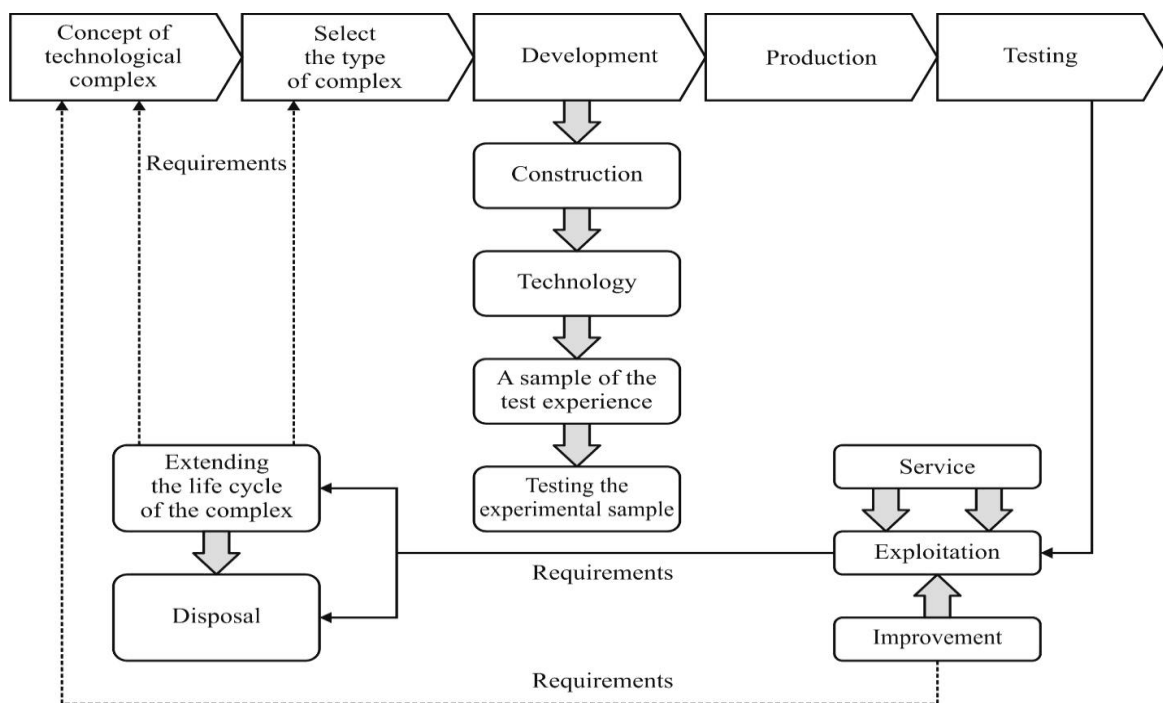 Concept of
technological
complex
Select
the type
of complex
Development
Production
Testing
Requirements
Construction
Technology
A sample of the
test experience
Testing the
experimental sample
Extending
the life cycle
of the complex
Disposal
Service
Exploitation
Requirements
Improvement
Requirements